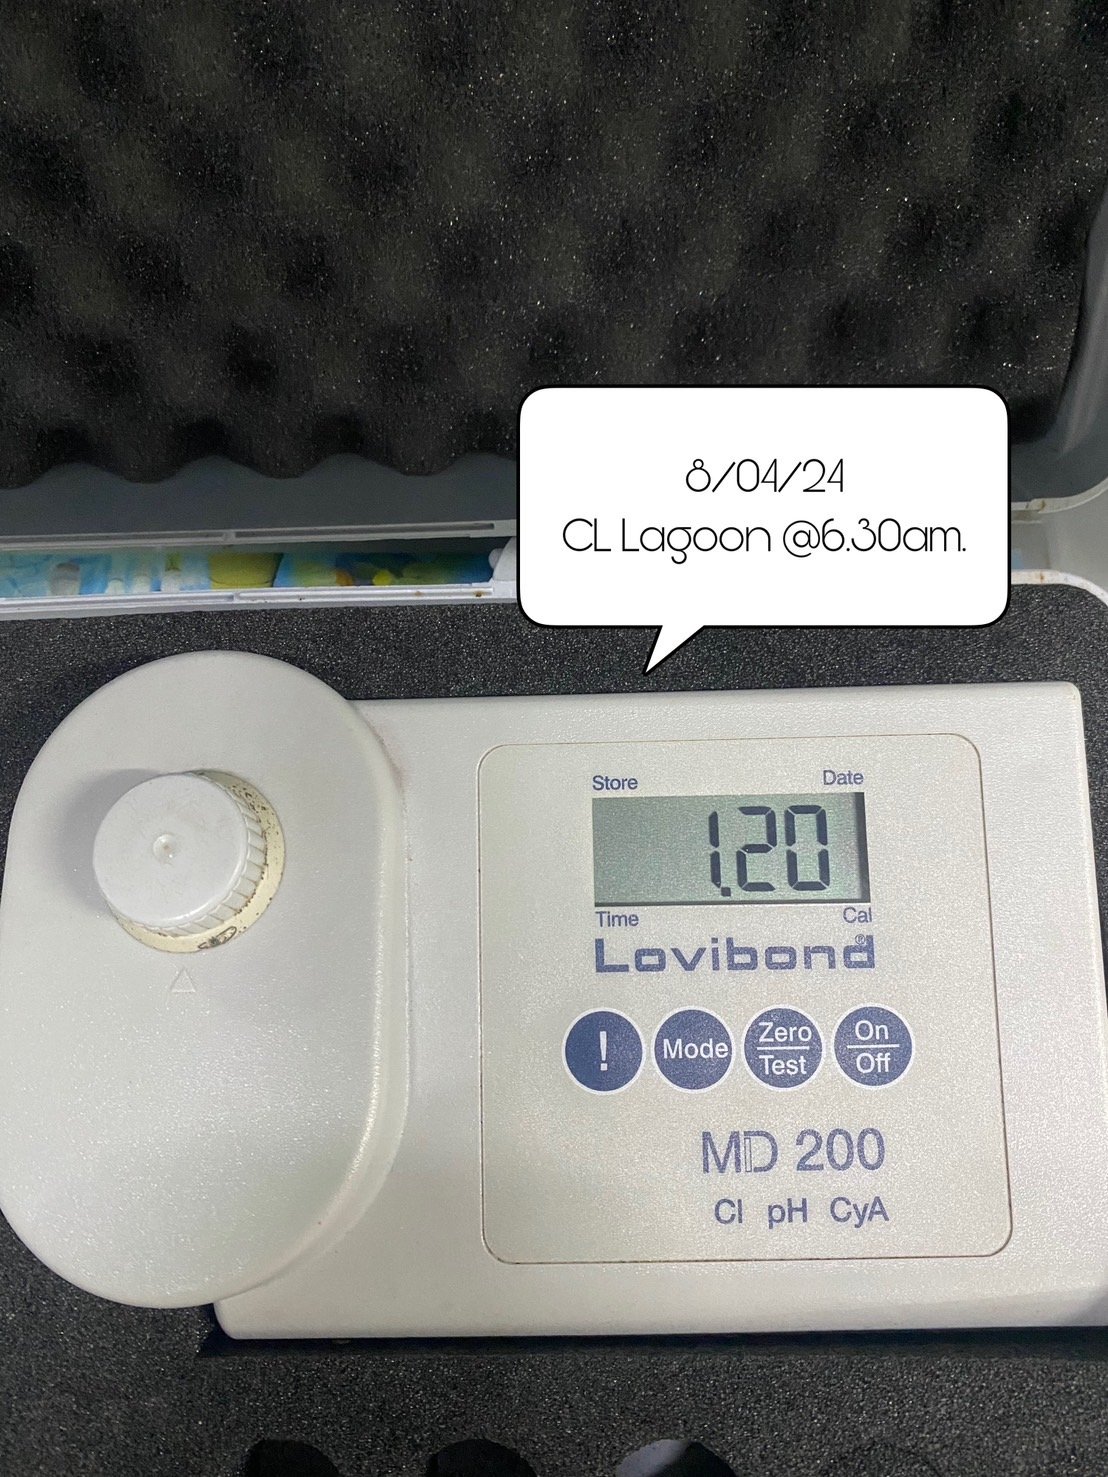 8/04/24
CL Lagoon @6.30am.
Store Date
1.20
Time Cal
Lovibond®
! Mode Zero Test On Off
MD 200
Cl pH CyA